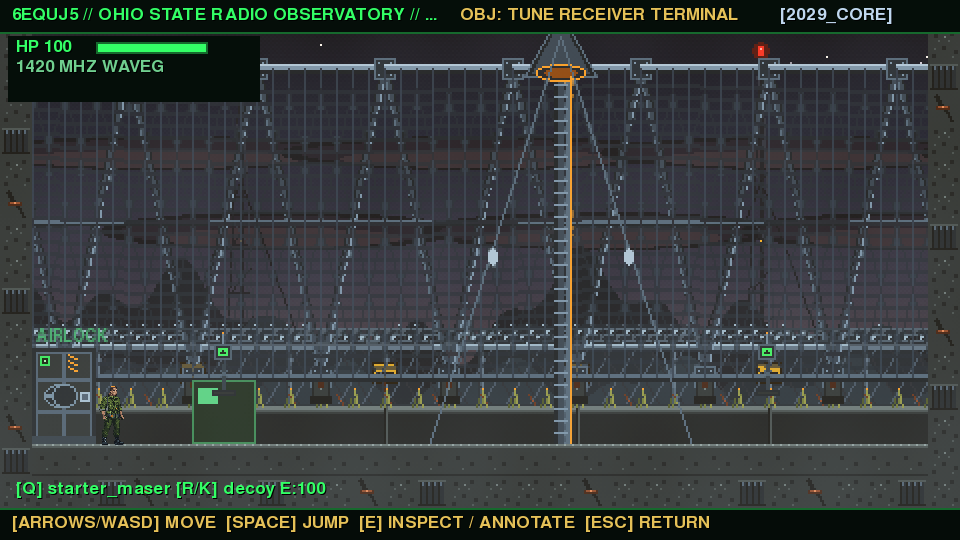 6EQUJ5 // OHIO STATE RADIO OBSERVATORY // ... OBJ: TUNE RECEIVER TERMINAL [2029_CORE]
HP 100
1420 MHZ WAVEG
AIRLOCK
[Q] starter_maser [R/K] decoy E:100
[ARROWS/WASD] MOVE [SPACE] JUMP [E] INSPECT / ANNOTATE [ESC] RETURN